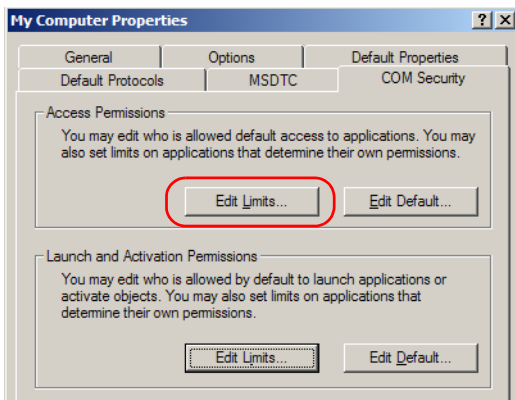 My Computer Properties
General Options Default Properties
Default Protocols MSDTC COM Security
Access Permissions
You may edit who is allowed default access to applications. You may
also set limits on applications that determine their own permissions.
Edit Limits... Edit Default...
Launch and Activation Permissions
You may edit who is allowed by default to launch applications or
activate objects. You may also set limits on applications that
determine their own permissions.
Edit Limits... Edit Default...